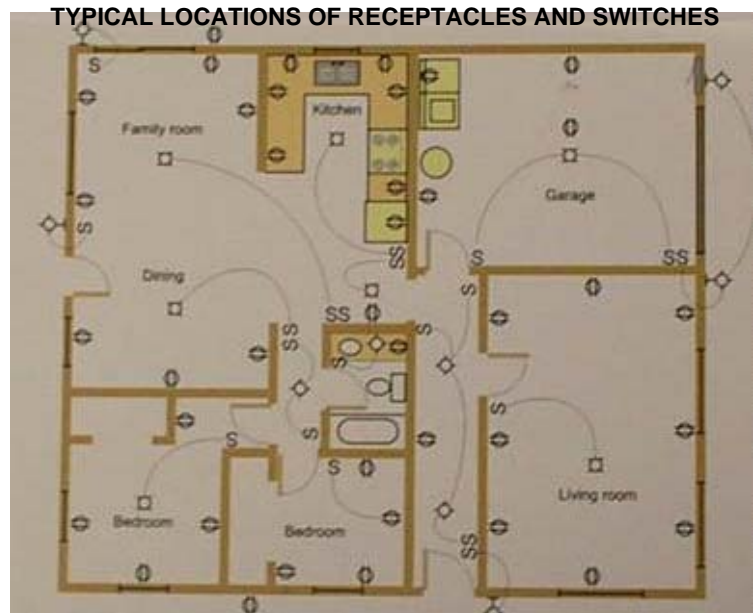 TYPICAL LOCATIONS OF RECEPTACLES AND SWITCHES
S
Kitchen
Family room
Garage
S
SS
S
SS
S
Dining
SS
S
SS
S
S
S
S
S
Bedroom
Bedroom
Living room
SS